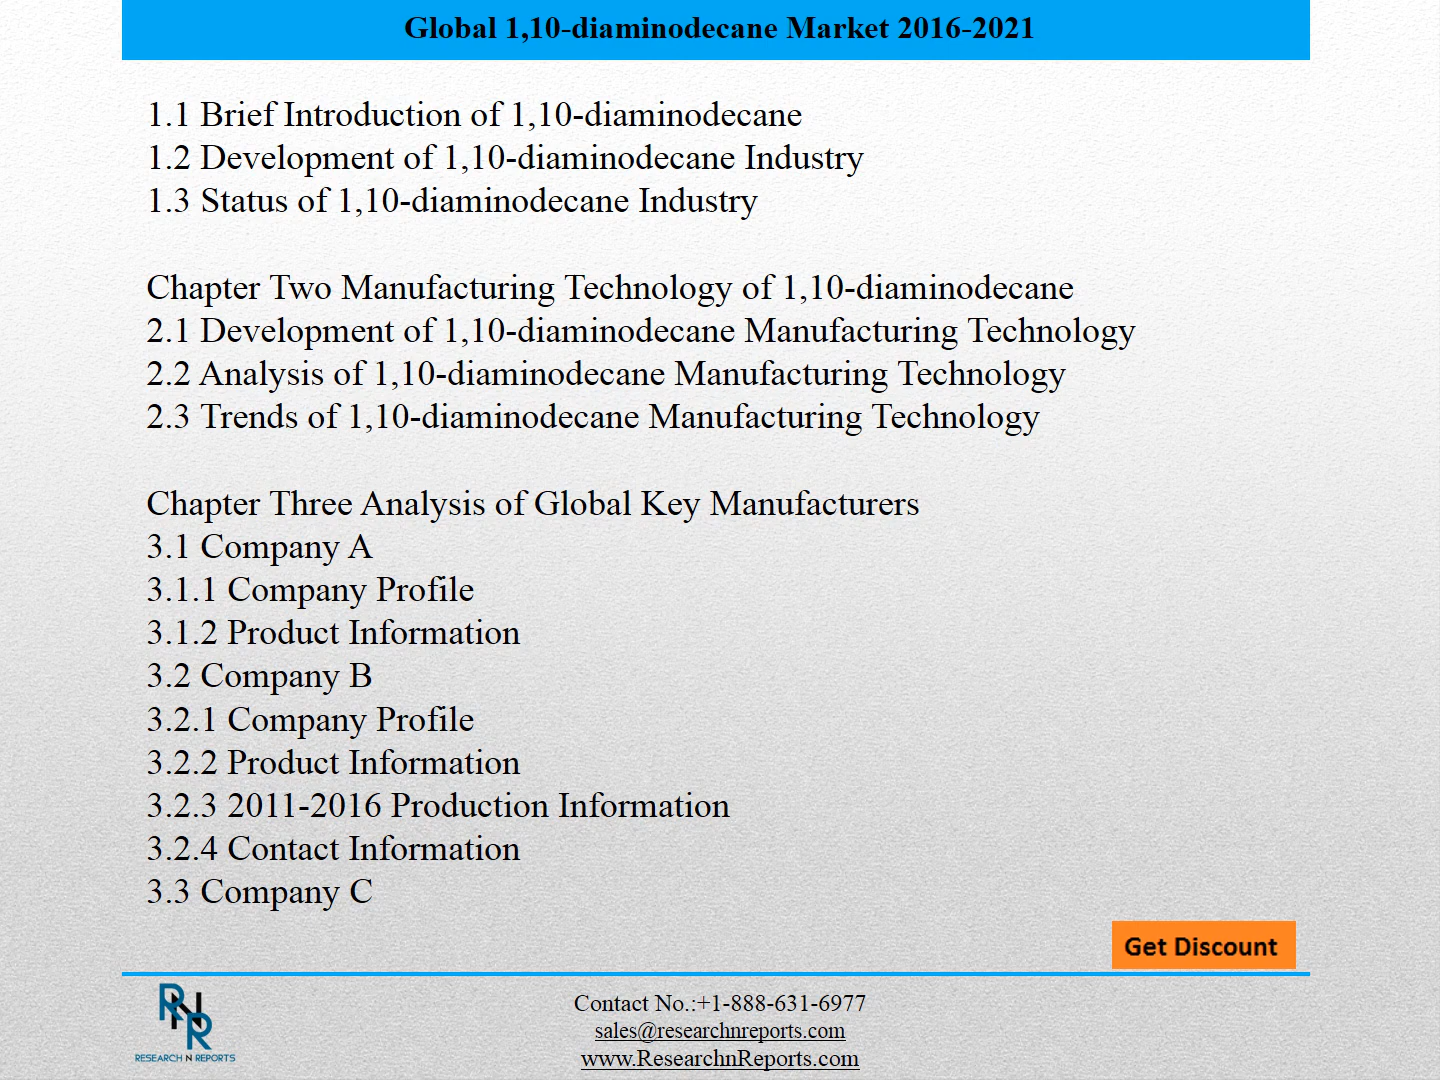 Global 1,10-diaminodecane Market 2016-2021
1.1 Brief Introduction of 1,10-diaminodecane
1.2 Development of 1,10-diaminodecane Industry
1.3 Status of 1,10-diaminodecane Industry
Chapter Two Manufacturing Technology of 1,10-diaminodecane
2.1 Development of 1,10-diaminodecane Manufacturing Technology
2.2 Analysis of 1,10-diaminodecane Manufacturing Technology
2.3 Trends of 1,10-diaminodecane Manufacturing Technology
Chapter Three Analysis of Global Key Manufacturers
3.1 Company A
3.1.1 Company Profile
3.1.2 Product Information
3.2 Company B
3.2.1 Company Profile
3.2.2 Product Information
3.2.3 2011-2016 Production Information
3.2.4 Contact Information
3.3 Company C
Get Discount
RNR
RESEARCH N REPORTS
Contact No.:+1-888-631-6977
sales@researchnreports.com
www.ResearchnReports.com